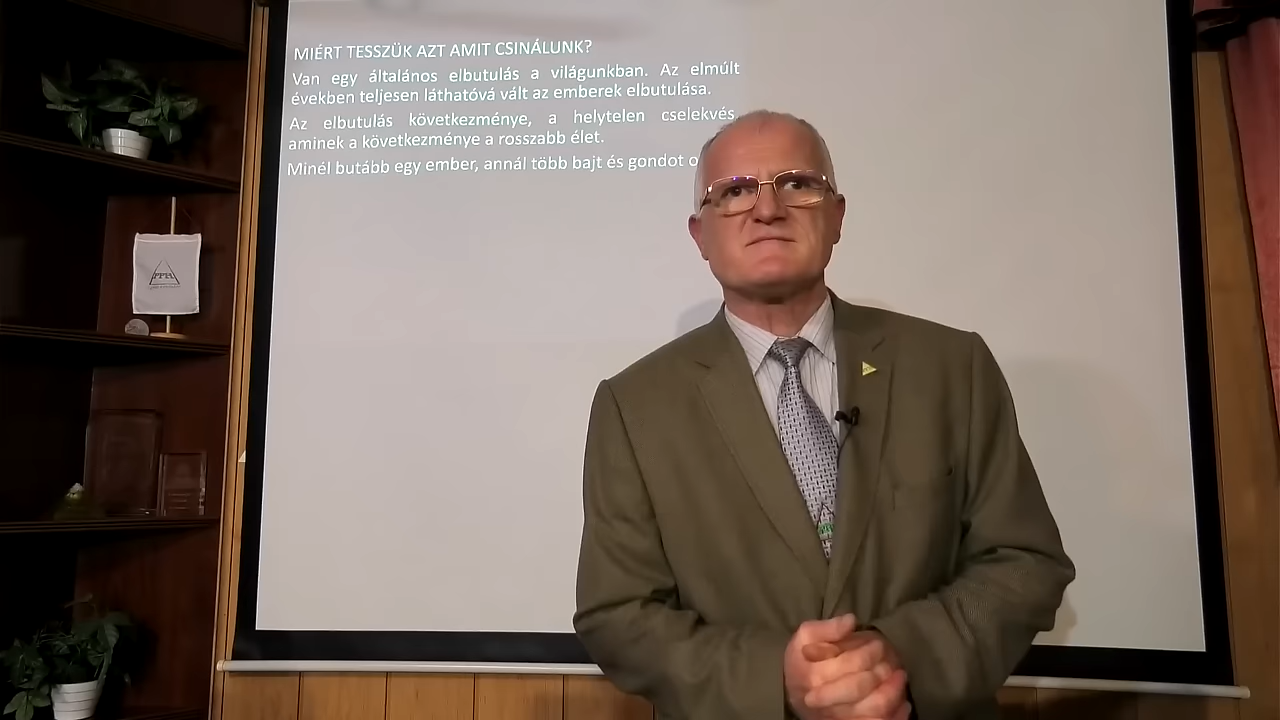 MIÉRT TESSZÜK AZT AMIT CSINÁLUNK?
Van egy általános elbutulás a világunkban. Az elmúlt
években teljesen láthatóvá vált az emberek elbutulása.
Az elbutulás következménye, a helytelen cselekvés,
aminek a következménye a rosszabb élet.
Minél butább egy ember, annál több bajt és gondot o